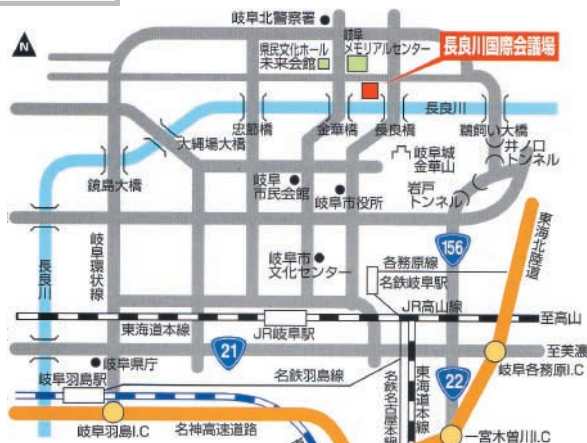 岐阜北警察署
N
県民文化ホール
未来会館
岐阜
メモリアルセンター
長良川国際会議場
長良川
忠節橋
金華橋
長良橋
鵜飼い大橋
大縄場大橋
井ノ口
トンネル
岐阜城
金華山
鏡島大橋
岐阜
市民会館
岐阜市役所
岩戸
トンネル
東海北陸道
156
岐阜環状線
長良川
岐阜市
文化センター
各務原線
名鉄岐阜駅
JR高山線
至高山
東海道本線
JR岐阜駅
21
至美濃
岐阜県庁
岐阜羽島駅
名鉄羽島線
名鉄名古屋本線
東海道本線
22
岐阜各務原I.C
岐阜羽島I.C
名神高速道路
一宮木曽川I.C